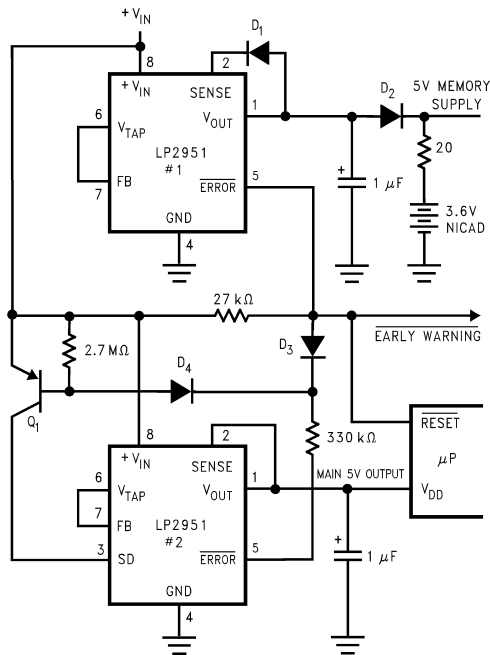 +VIN
D1
8
2
+VIN
SENSE
D2
5V MEMORY
SUPPLY
6
VTAP
VOUT
1
LP2951
#1
20
7
FB
ERROR
5
+
1 μF
3.6V
NICAD
GND
4
27 kΩ
EARLY WARNING
2.7 MΩ
D3
D4
Q1
330 kΩ
RESET
μP
VDD
8
2
+VIN
SENSE
MAIN 5V OUTPUT
6
VTAP
VOUT
1
7
FB
LP2951
#2
3
SD
ERROR
5
+
1 μF
GND
4